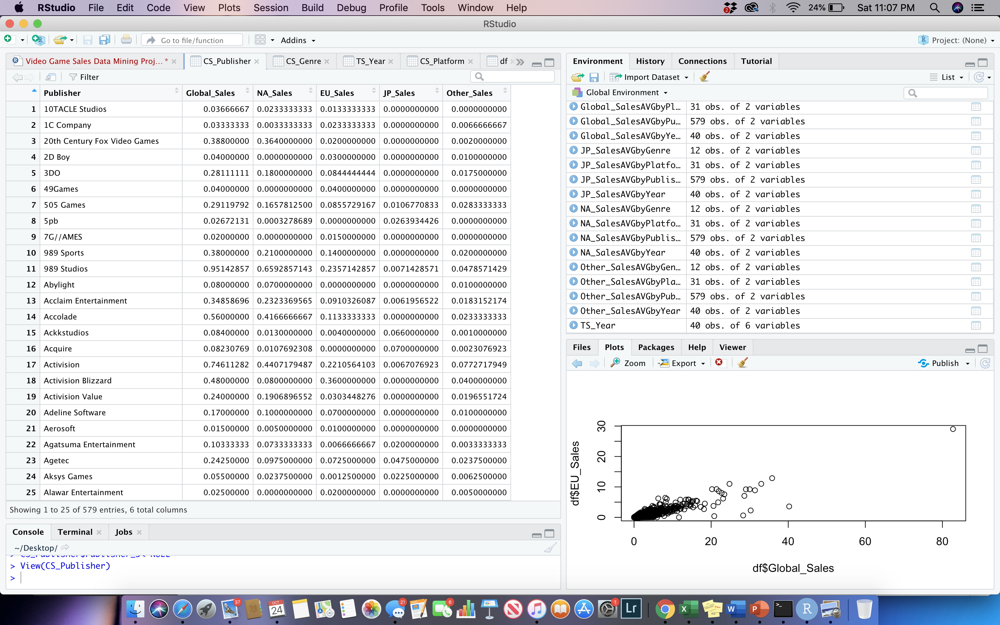 RStudio File Edit Code View Plots Session Build Debug Profile Tools Window Help 2 24% Sat 11:07 PM
RStudio
Go to file/function Addins Project: (None)
Video Game Sales Data Mining Proj... * CS_Publisher CS_Genre TS_Year CS_Platform df
Filter
Publisher Global_Sales NA_Sales EU_Sales JP_Sales Other_Sales
1 10TACLE Studios 0.03666667 0.0233333333 0.0133333333 0.0000000000 0.0000000000
2 1C Company 0.03333333 0.0033333333 0.0233333333 0.0000000000 0.0066666667
3 20th Century Fox Video Games 0.38800000 0.3640000000 0.0200000000 0.0000000000 0.0020000000
4 2D Boy 0.04000000 0.0000000000 0.0300000000 0.0000000000 0.0100000000
5 3DO 0.28111111 0.1800000000 0.0844444444 0.0000000000 0.0175000000
6 49Games 0.04000000 0.0000000000 0.0400000000 0.0000000000 0.0000000000
7 505 Games 0.29119792 0.1657812500 0.0855729167 0.0106770833 0.0283333333
8 5pb 0.02672131 0.0003278689 0.0000000000 0.0263934426 0.0000000000
9 7G//AMES 0.02000000 0.0000000000 0.0150000000 0.0000000000 0.0000000000
10 989 Sports 0.38000000 0.2100000000 0.1400000000 0.0000000000 0.0200000000
11 989 Studios 0.95142857 0.6592857143 0.2357142857 0.0071428571 0.0478571429
12 Abylight 0.08000000 0.0700000000 0.0000000000 0.0000000000 0.0100000000
13 Acclaim Entertainment 0.34858696 0.2323369565 0.0910326087 0.0061956522 0.0183152174
14 Accolade 0.56000000 0.4166666667 0.1133333333 0.0000000000 0.0233333333
15 Ackkstudios 0.08400000 0.0130000000 0.0040000000 0.0660000000 0.0010000000
16 Acquire 0.08230769 0.0107692308 0.0000000000 0.0700000000 0.0023076923
17 Activision 0.74611282 0.4407179487 0.2210564103 0.0067076923 0.0772717949
18 Activision Blizzard 0.48000000 0.0800000000 0.3600000000 0.0000000000 0.0400000000
19 Activision Value 0.24000000 0.1906896552 0.0303448276 0.0000000000 0.0196551724
20 Adeline Software 0.17000000 0.1000000000 0.0700000000 0.0000000000 0.0100000000
21 Aerosoft 0.01500000 0.0050000000 0.0100000000 0.0000000000 0.0000000000
22 Agatsuma Entertainment 0.10333333 0.0733333333 0.0066666667 0.0200000000 0.0033333333
23 Agetec 0.24250000 0.0975000000 0.0725000000 0.0475000000 0.0237500000
24 Aksys Games 0.05500000 0.0237500000 0.0012500000 0.0225000000 0.0062500000
25 Alawar Entertainment 0.02500000 0.0000000000 0.0200000000 0.0000000000 0.0050000000
Showing 1 to 25 of 579 entries, 6 total columns
Console Terminal Jobs
~/Desktop/
> View(CS_Publisher)
>
Environment History Connections Tutorial
Import Dataset List
Global Environment
Global_SalesAVGbyPl... 31 obs. of 2 variables
Global_SalesAVGbyPu... 579 obs. of 2 variables
Global_SalesAVGbyYe... 40 obs. of 2 variables
JP_SalesAVGbyGenre 12 obs. of 2 variables
JP_SalesAVGbyPlatfo... 31 obs. of 2 variables
JP_SalesAVGbyPublis... 579 obs. of 2 variables
JP_SalesAVGbyYear 40 obs. of 2 variables
NA_SalesAVGbyGenre 12 obs. of 2 variables
NA_SalesAVGbyPlatfo... 31 obs. of 2 variables
NA_SalesAVGbyPublis... 579 obs. of 2 variables
NA_SalesAVGbyYear 40 obs. of 2 variables
Other_SalesAVGbyGen... 12 obs. of 2 variables
Other_SalesAVGbyPla... 31 obs. of 2 variables
Other_SalesAVGbyPub... 579 obs. of 2 variables
Other_SalesAVGbyYear 40 obs. of 2 variables
TS_Year 40 obs. of 6 variables
Files Plots Packages Help Viewer
Zoom Export Publish
df$EU_Sales
30
20
10
0
0 20 40 60 80
df$Global_Sales
37 OCT 24 21 6 1 Lr X W P >_ R